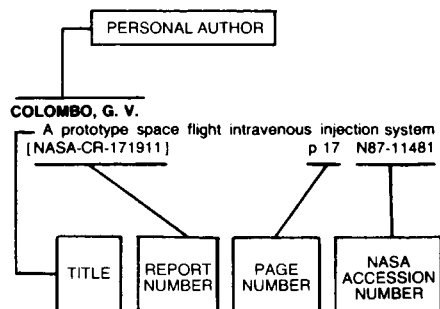 PERSONAL AUTHOR
COLOMBO, G. V.
A prototype space flight intravenous injection system
[NASA-CR-171911] p 17 N87-11481
TITLE
REPORT NUMBER
PAGE NUMBER
NASA ACCESSION NUMBER